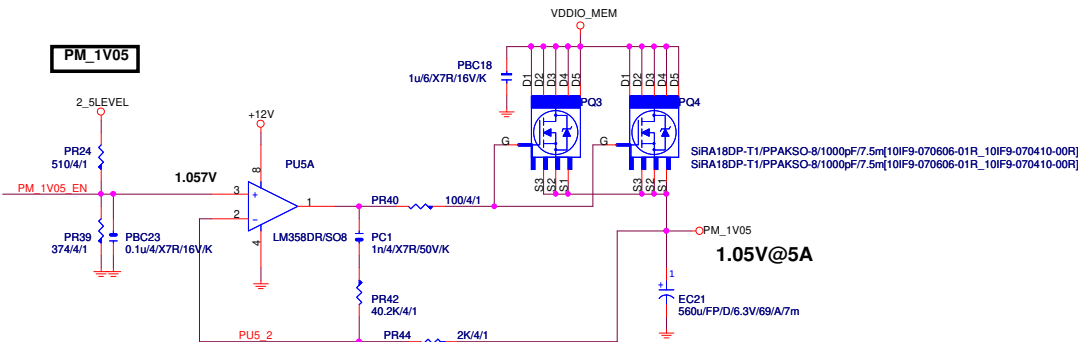 VDDIO_MEM
PM_1V05
PBC18
1u/6/X7R/16V/K
D1
D2
D3
D4
D5
D1
D2
D3
D4
D5
2_5LEVEL
+12V
PQ3
PQ4
G
G
PR24
510/4/1
PU5A
SiRA18DP-T1/PPAKSO-8/1000pF/7.5m[10IF9-070606-01R_10IF9-070410-00R]
SiRA18DP-T1/PPAKSO-8/1000pF/7.5m[10IF9-070606-01R_10IF9-070410-00R]
8
1.057V
S3
S2
S1
S3
S2
S1
PM_1V05_EN
3
+
1
PR40
100/4/1
2
-
PR39
374/4/1
PBC23
0.1u/4/X7R/16V/K
4
LM358DR/SO8
PC1
1n/4/X7R/50V/K
PM_1V05
1.05V@5A
1
+
EC21
560u/FP/D/6.3V/69/A/7m
PR42
40.2K/4/1
PU5_2
PR44
2K/4/1